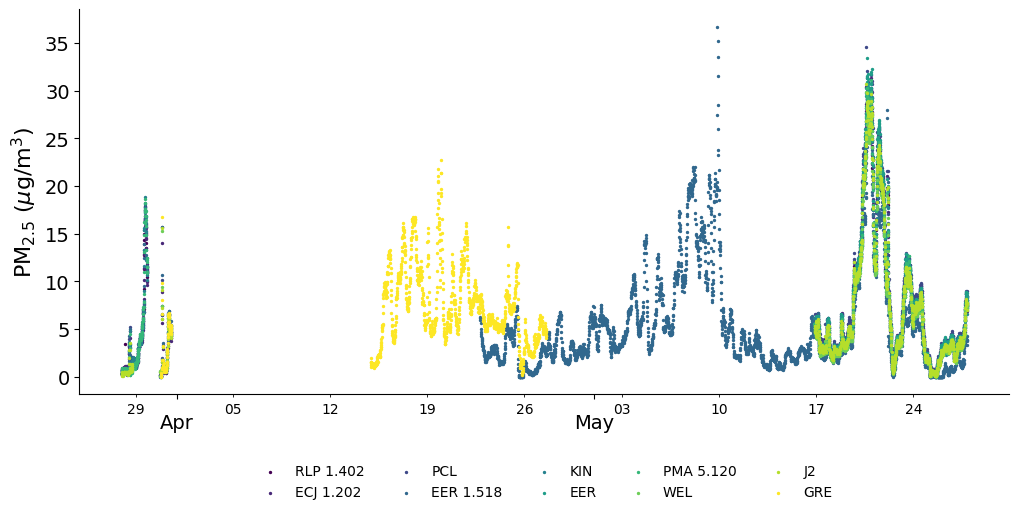 PM2.5 (μg/m3)
35
30
25
20
15
10
5
0
29 05 12 19 26 03 10 17 24
Apr May
RLP 1.402 PCL KIN PMA 5.120 J2
ECJ 1.202 EER 1.518 EER WEL GRE